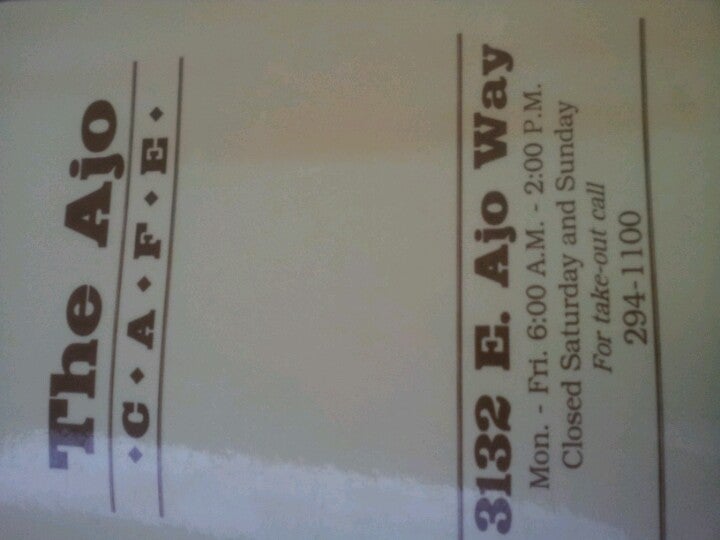 The Ajo
◆ C ◆ A ◆ F ◆ E ◆
3132 E. Ajo Way
Mon. - Fri. 6:00 A.M. - 2:00 P.M.
Closed Saturday and Sunday
For take-out call
294-1100